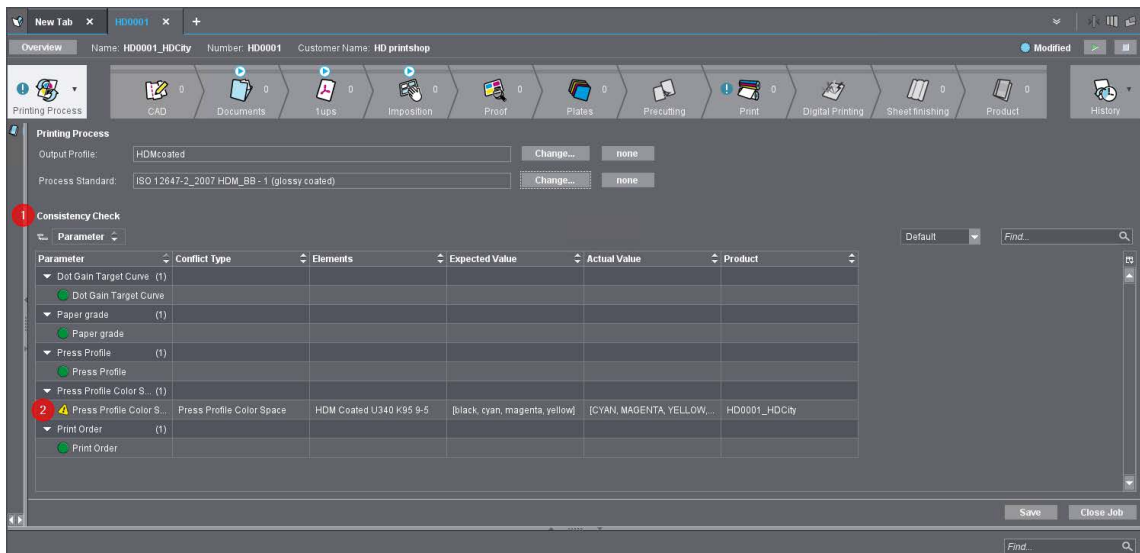 New Tab × HD0001 × +
Overview Name: HD0001_HDCity Number: HD0001 Customer Name: HD printshop Modified
0 0 0 0 0 0 0 0 0
Printing Process CAD Documents 1ups Imposition Proof Plates Precutting Print Digital Printing Sheet finishing Product History
Printing Process
Output Profile: HDMcoated Change... none
Process Standard: ISO 12647-2_2007 HDM_BB - 1 (glossy coated) Change... none
1 Consistency Check
Parameter Default Find...
Parameter Conflict Type Elements Expected Value Actual Value Product
Dot Gain Target Curve (1)
Dot Gain Target Curve
Paper grade (1)
Paper grade
Press Profile (1)
Press Profile
Press Profile Color S... (1)
2 Press Profile Color S... Press Profile Color Space HDM Coated U340 K95 9-5 [black, cyan, magenta, yellow] [CYAN, MAGENTA, YELLOW,... HD0001_HDCity
Print Order (1)
Print Order
Save Close Job
Find...